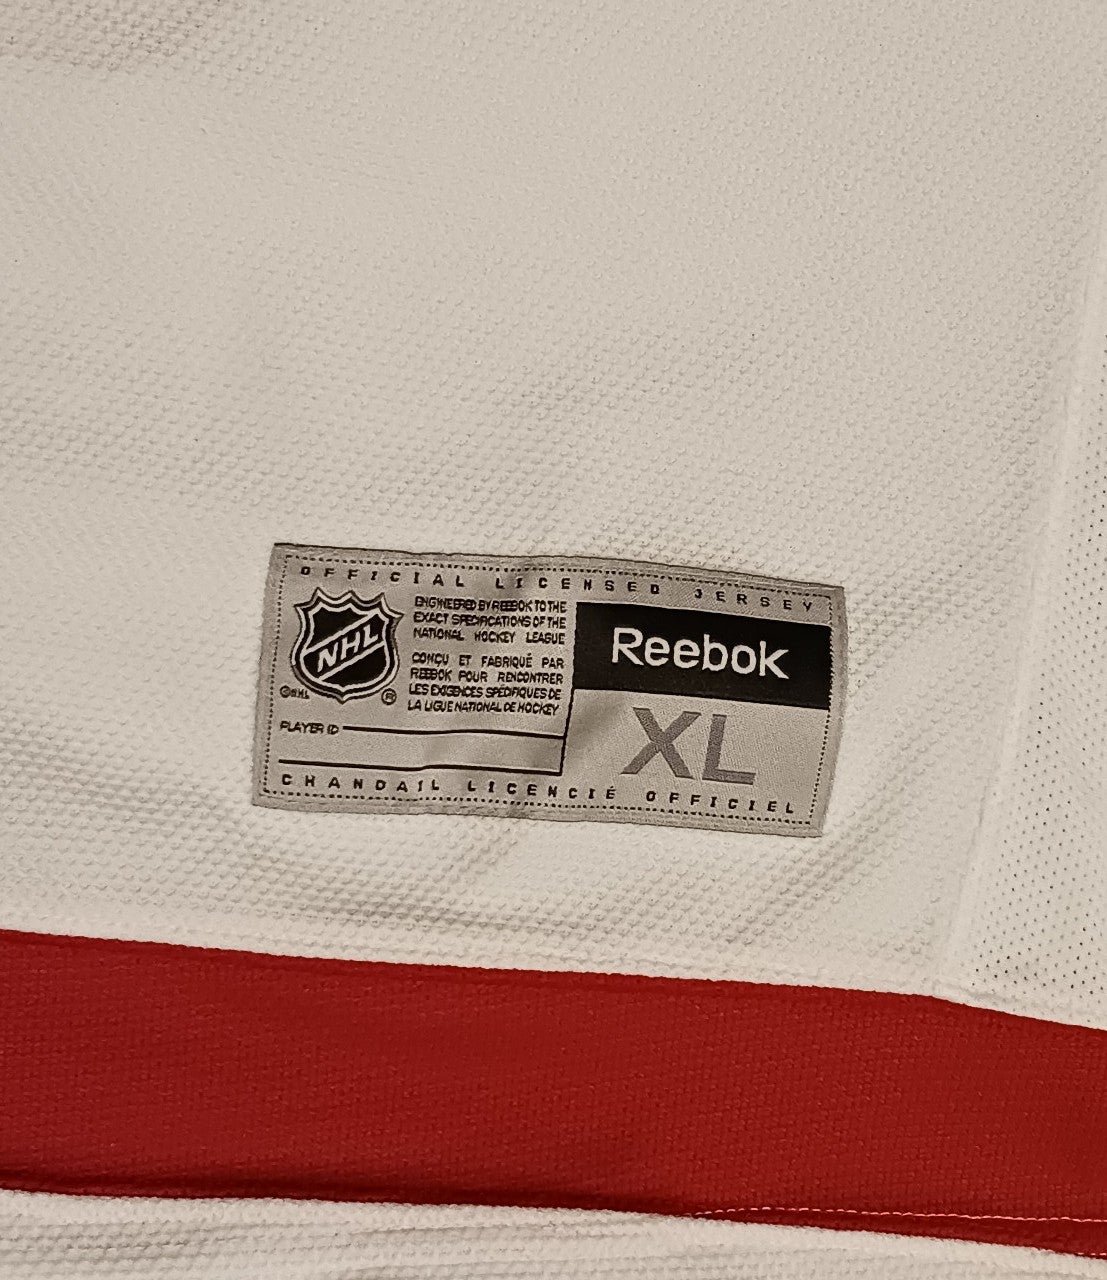 OFFICIAL LICENSED JERSEY
NHL
©NHL
®
ENGINEERED BY REEBOK TO THE
EXACT SPECIFICATIONS OF THE
NATIONAL HOCKEY LEAGUE
CONÇU ET FABRIQUÉ PAR
REEBOK POUR RENCONTRER
LES EXIGENCES SPÉCIFIQUES DE
LA LIGUE NATIONAL DE HOCKEY
PLAYER ID
Reebok
XL
CHANDAIL LICENCIÉ OFFICIEL